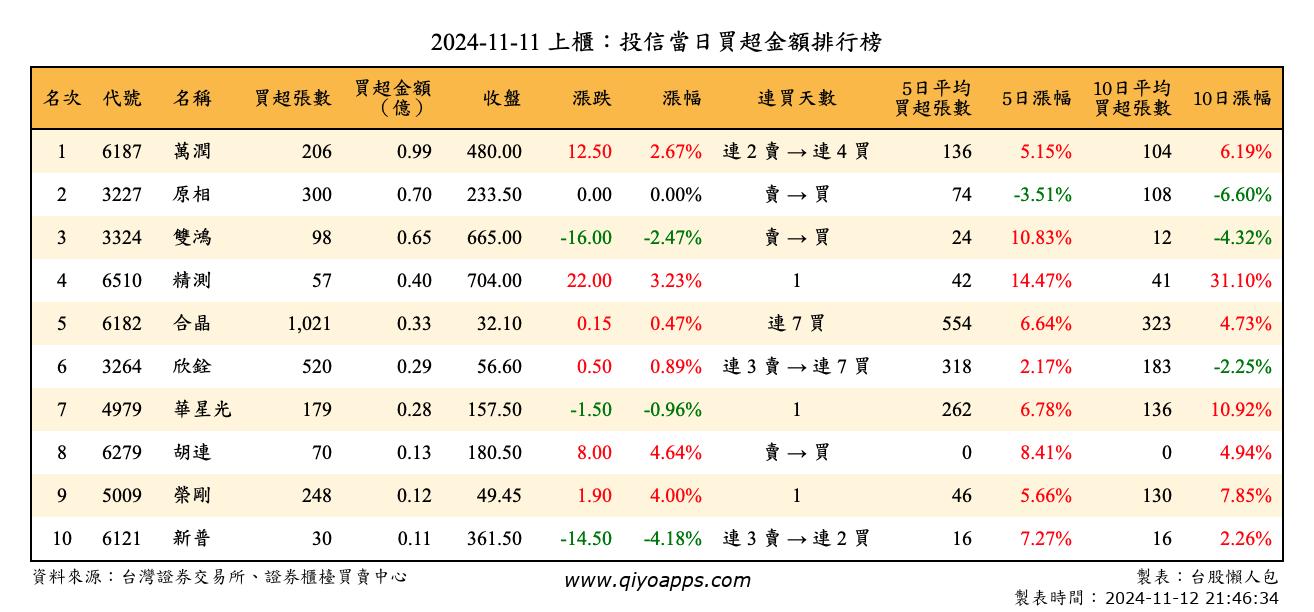 2024-11-11 上櫃：投信當日買超金額排行榜
名次 代號 名稱 買超張數 買超金額（億） 收盤 漲跌 漲幅 連買天數 5日平均買超張數 5日漲幅 10日平均買超張數 10日漲幅
1 6187 萬潤 206 0.99 480.00 12.50 2.67% 連 2 賣 → 連 4 買 136 5.15% 104 6.19%
2 3227 原相 300 0.70 233.50 0.00 0.00% 賣 → 買 74 -3.51% 108 -6.60%
3 3324 雙鴻 98 0.65 665.00 -16.00 -2.47% 賣 → 買 24 10.83% 12 -4.32%
4 6510 精測 57 0.40 704.00 22.00 3.23% 1 42 14.47% 41 31.10%
5 6182 合晶 1,021 0.33 32.10 0.15 0.47% 連 7 買 554 6.64% 323 4.73%
6 3264 欣銓 520 0.29 56.60 0.50 0.89% 連 3 賣 → 連 7 買 318 2.17% 183 -2.25%
7 4979 華星光 179 0.28 157.50 -1.50 -0.96% 1 262 6.78% 136 10.92%
8 6279 胡連 70 0.13 180.50 8.00 4.64% 賣 → 買 0 8.41% 0 4.94%
9 5009 榮剛 248 0.12 49.45 1.90 4.00% 1 46 5.66% 130 7.85%
10 6121 新普 30 0.11 361.50 -14.50 -4.18% 連 3 賣 → 連 2 買 16 7.27% 16 2.26%
資料來源：台灣證券交易所、證券櫃檯買賣中心 www.qiyoapps.com 製表：台股懶人包
製表時間：2024-11-12 21:46:34